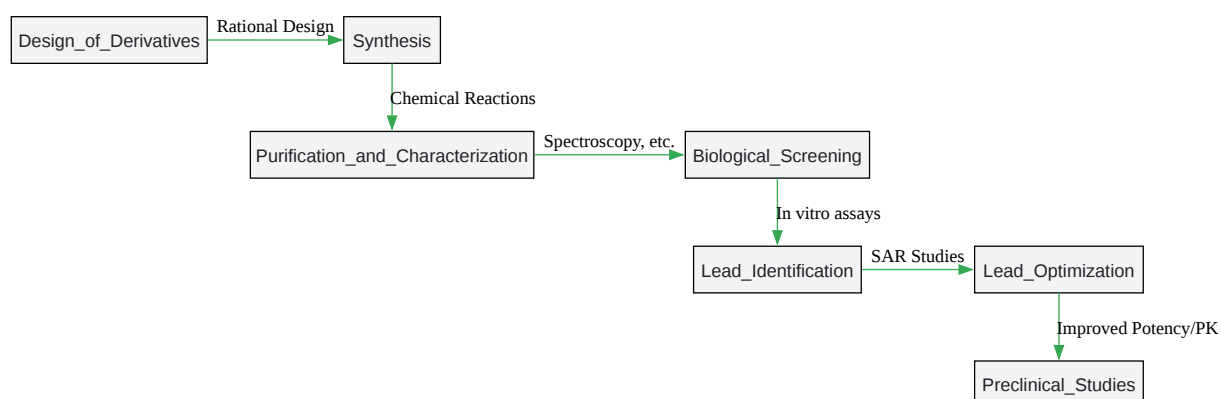 Rational Design
Design_of_Derivatives
Synthesis
Chemical Reactions
Purification_and_Characterization
Spectroscopy, etc.
Biological_Screening
In vitro assays
Lead_Identification
SAR Studies
Lead_Optimization
Improved Potency/PK
Preclinical_Studies